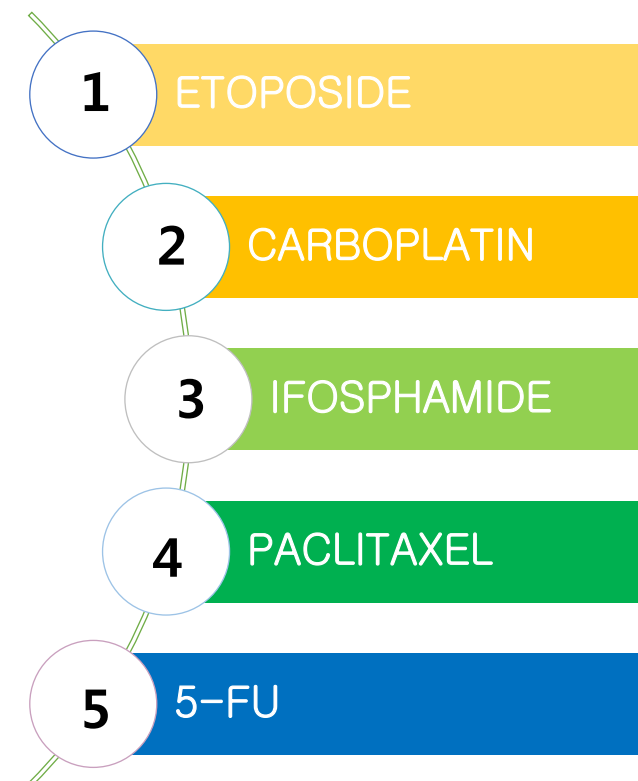 1
ETOPOSIDE
2
CARBOPLATIN
3
IFOSPHAMIDE
4
PACLITAXEL
5
5-FU